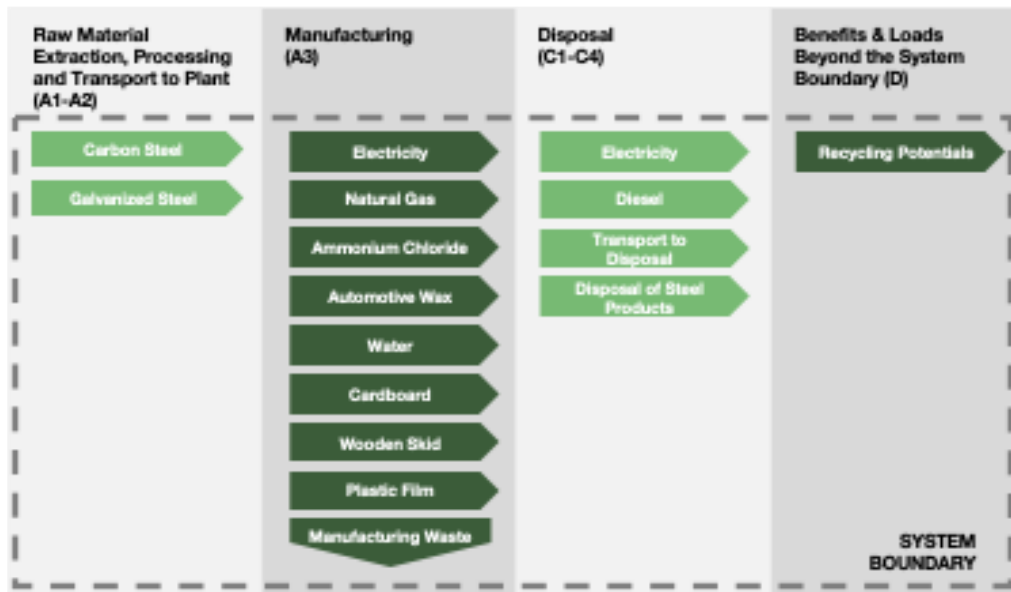 Raw Material
Extraction, Processing
and Transport to Plant
(A1-A2)
Carbon Steel
Galvanized Steel
Manufacturing
(A3)
Electricity
Natural Gas
Ammonium Chloride
Automotive Wax
Water
Cardboard
Wooden Skid
Plastic Film
Manufacturing Waste
Disposal
(C1-C4)
Electricity
Diesel
Transport to
Disposal
Disposal of Steel
Products
Benefits & Loads
Beyond the System
Boundary (D)
Recycling Potentials
SYSTEM
BOUNDARY